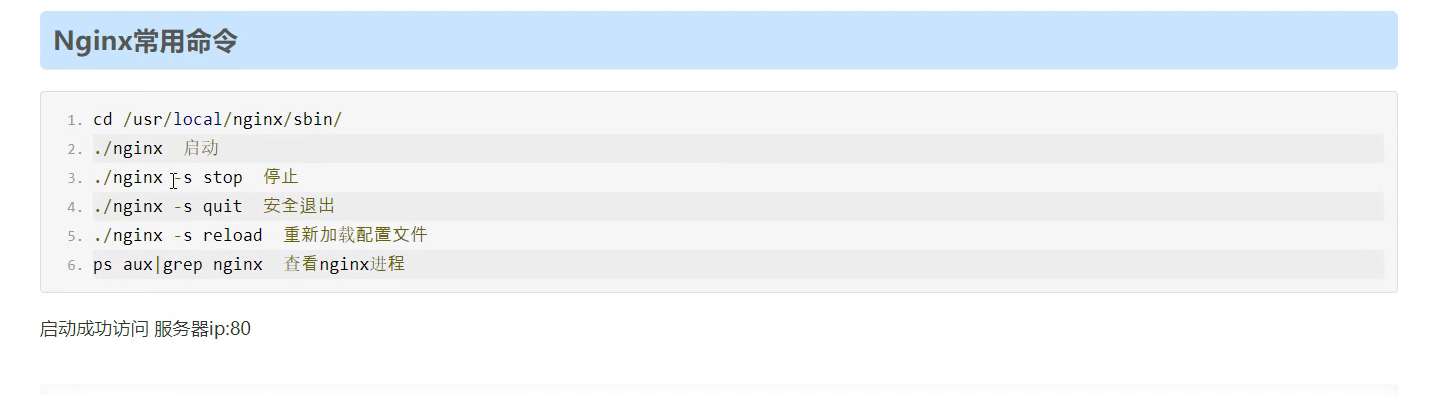 Nginx常用命令
1. cd /usr/local/nginx/sbin/
2. ./nginx  启动
3. ./nginx -s stop  停止
4. ./nginx -s quit  安全退出
5. ./nginx -s reload  重新加载配置文件
6. ps aux|grep nginx  查看nginx进程
启动成功访问 服务器ip:80